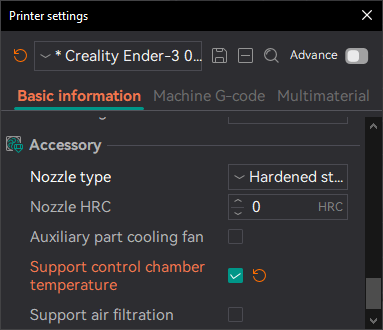 Printer settings
* Creality Ender-3 0...
Advance
Basic information
Machine G-code
Multimaterial
Accessory
Nozzle type
Hardened st...
Nozzle HRC
0
HRC
Auxiliary part cooling fan
Support control chamber
temperature
Support air filtration